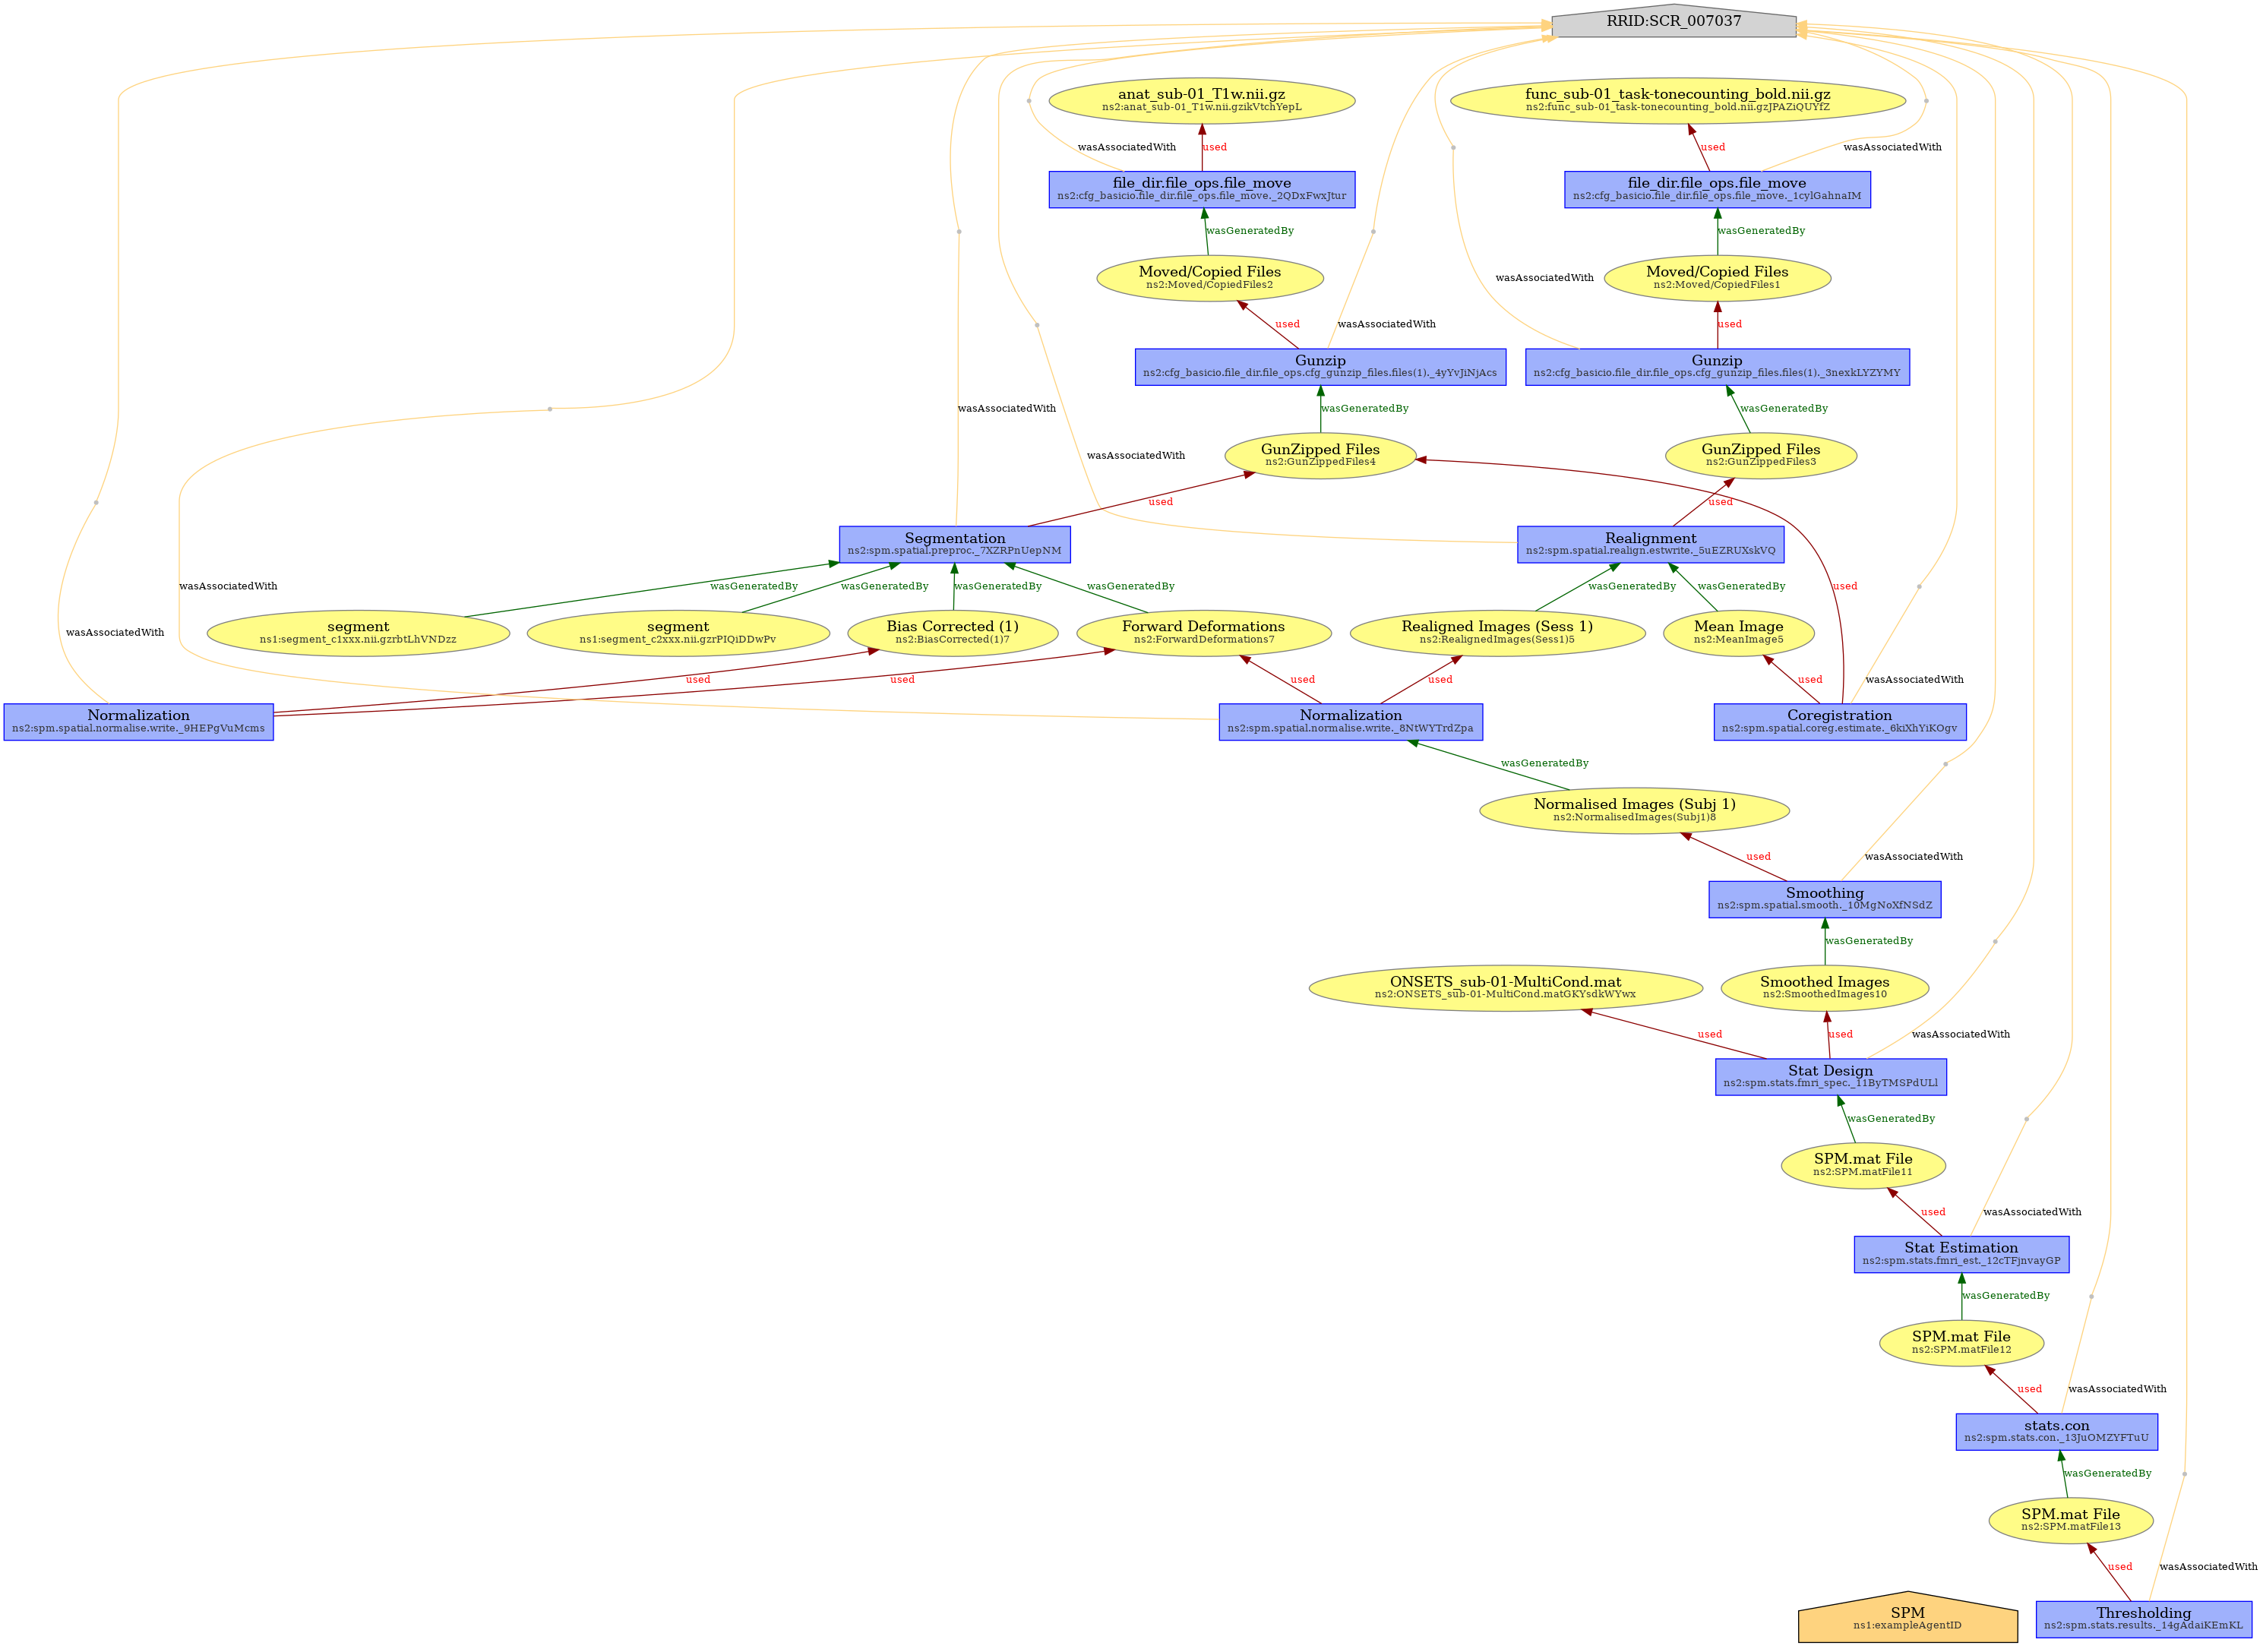 RRID:SCR_007037
anat_sub-01_T1w.nii.gz
ns2:anat_sub-01_T1w.nii.gzikVtchYepL
func_sub-01_task-tonecounting_bold.nii.gz
ns2:func_sub-01_task-tonecounting_bold.nii.gzJPAZiQUYfZ
wasAssociatedWith
used
used
wasAssociatedWith
file_dir.file_ops.file_move
ns2:cfg_basicio.file_dir.file_ops.file_move._2QDxFwxJtur
file_dir.file_ops.file_move
ns2:cfg_basicio.file_dir.file_ops.file_move._1cylGahnaIM
wasGeneratedBy
wasGeneratedBy
Moved/Copied Files
ns2:Moved/CopiedFiles2
wasAssociatedWith
Moved/Copied Files
ns2:Moved/CopiedFiles1
used
wasAssociatedWith
used
Gunzip
ns2:cfg_basicio.file_dir.file_ops.cfg_gunzip_files.files(1)._4yYvJiNjAcs
Gunzip
ns2:cfg_basicio.file_dir.file_ops.cfg_gunzip_files.files(1)._3nexkLYZYMY
wasAssociatedWith
wasGeneratedBy
wasGeneratedBy
wasAssociatedWith
GunZipped Files
ns2:GunZippedFiles4
GunZipped Files
ns2:GunZippedFiles3
used
used
Segmentation
ns2:spm.spatial.preproc._7XZRPnUepNM
Realignment
ns2:spm.spatial.realign.estwrite._5uEZRUXskVQ
wasAssociatedWith
wasGeneratedBy
wasGeneratedBy
wasGeneratedBy
wasGeneratedBy
wasGeneratedBy
wasGeneratedBy
used
segment
ns1:segment_c1xxx.nii.gzrbtLhVNDzz
segment
ns1:segment_c2xxx.nii.gzrPIQiDDwPv
Bias Corrected (1)
ns2:BiasCorrected(1)7
Forward Deformations
ns2:ForwardDeformations7
Realigned Images (Sess 1)
ns2:RealignedImages(Sess1)5
Mean Image
ns2:MeanImage5
wasAssociatedWith
used
used
used
used
used
wasAssociatedWith
Normalization
ns2:spm.spatial.normalise.write._9HEPgVuMcms
Normalization
ns2:spm.spatial.normalise.write._8NtWYTrdZpa
Coregistration
ns2:spm.spatial.coreg.estimate._6kiXhYiKOgv
wasGeneratedBy
Normalised Images (Subj 1)
ns2:NormalisedImages(Subj1)8
used
wasAssociatedWith
Smoothing
ns2:spm.spatial.smooth._10MgNoXfNSdZ
wasGeneratedBy
ONSETS_sub-01-MultiCond.mat
ns2:ONSETS_sub-01-MultiCond.matGKYsdkWYwx
Smoothed Images
ns2:SmoothedImages10
used
used
wasAssociatedWith
Stat Design
ns2:spm.stats.fmri_spec._11ByTMSPdULl
wasGeneratedBy
SPM.mat File
ns2:SPM.matFile11
used
wasAssociatedWith
Stat Estimation
ns2:spm.stats.fmri_est._12cTFjnvayGP
wasGeneratedBy
SPM.mat File
ns2:SPM.matFile12
used
wasAssociatedWith
stats.con
ns2:spm.stats.con._13JuOMZYFTuU
wasGeneratedBy
SPM.mat File
ns2:SPM.matFile13
used
wasAssociatedWith
SPM
ns1:exampleAgentID
Thresholding
ns2:spm.stats.results._14gAdaiKEmKL